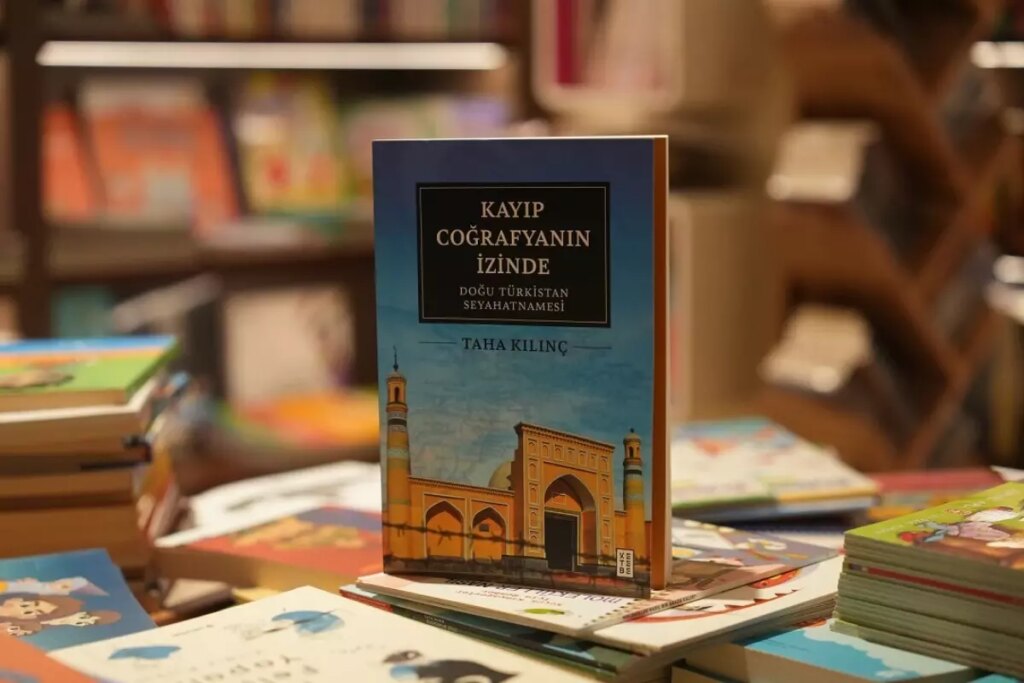 KAYIP
COĞRAFYANIN
İZİNDE
DOĞU TÜRKİSTAN
SEYAHATNAMESİ
TAHA KILINÇ